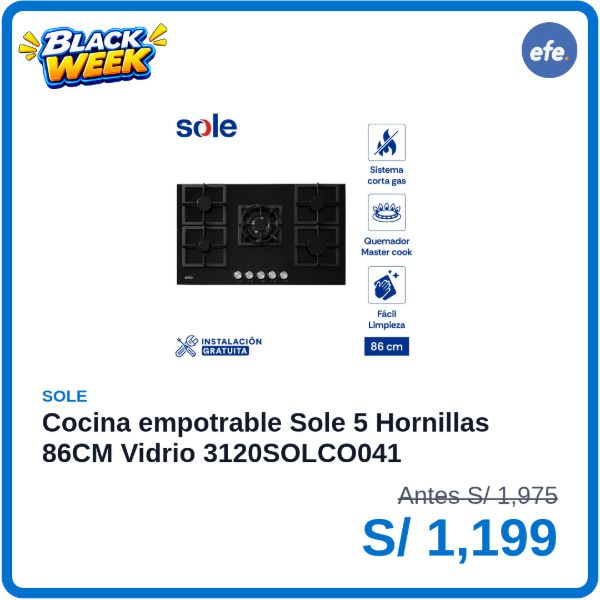 BLACK
WEEK
efe.
sole
Sistema
corta gas
Quemador
Master cook
Fácil
Limpieza
86 cm
INSTALACIÓN
GRATUITA
SOLE
Cocina empotrable Sole 5 Hornillas
86CM Vidrio 3120SOLCO041
Antes S/ 1,975
S/ 1,199